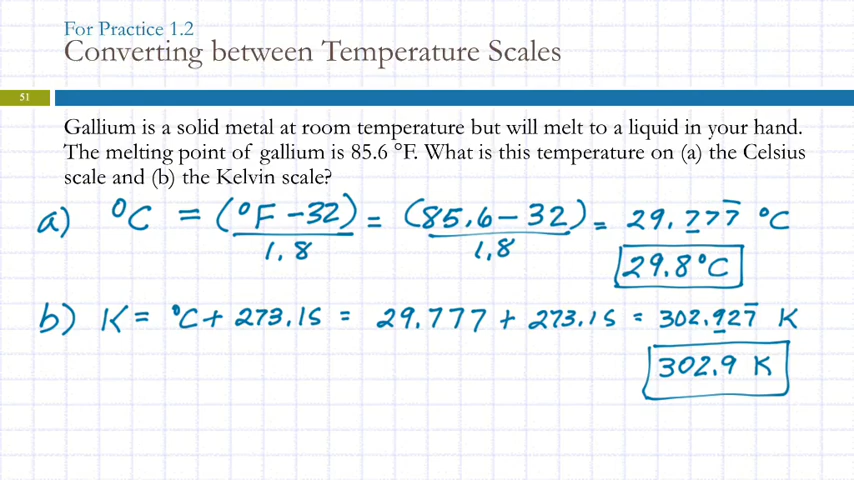 For Practice 1.2
Converting between Temperature Scales
51
Gallium is a solid metal at room temperature but will melt to a liquid in your hand.
The melting point of gallium is 85.6 °F. What is this temperature on (a) the Celsius
scale and (b) the Kelvin scale?
a) °C = (°F - 32) / 1.8 = (85.6 - 32) / 1.8 = 29.777̅ °C
29.8°C
b) K = °C + 273.15 = 29.777 + 273.15 = 302.927̅ K
302.9 K